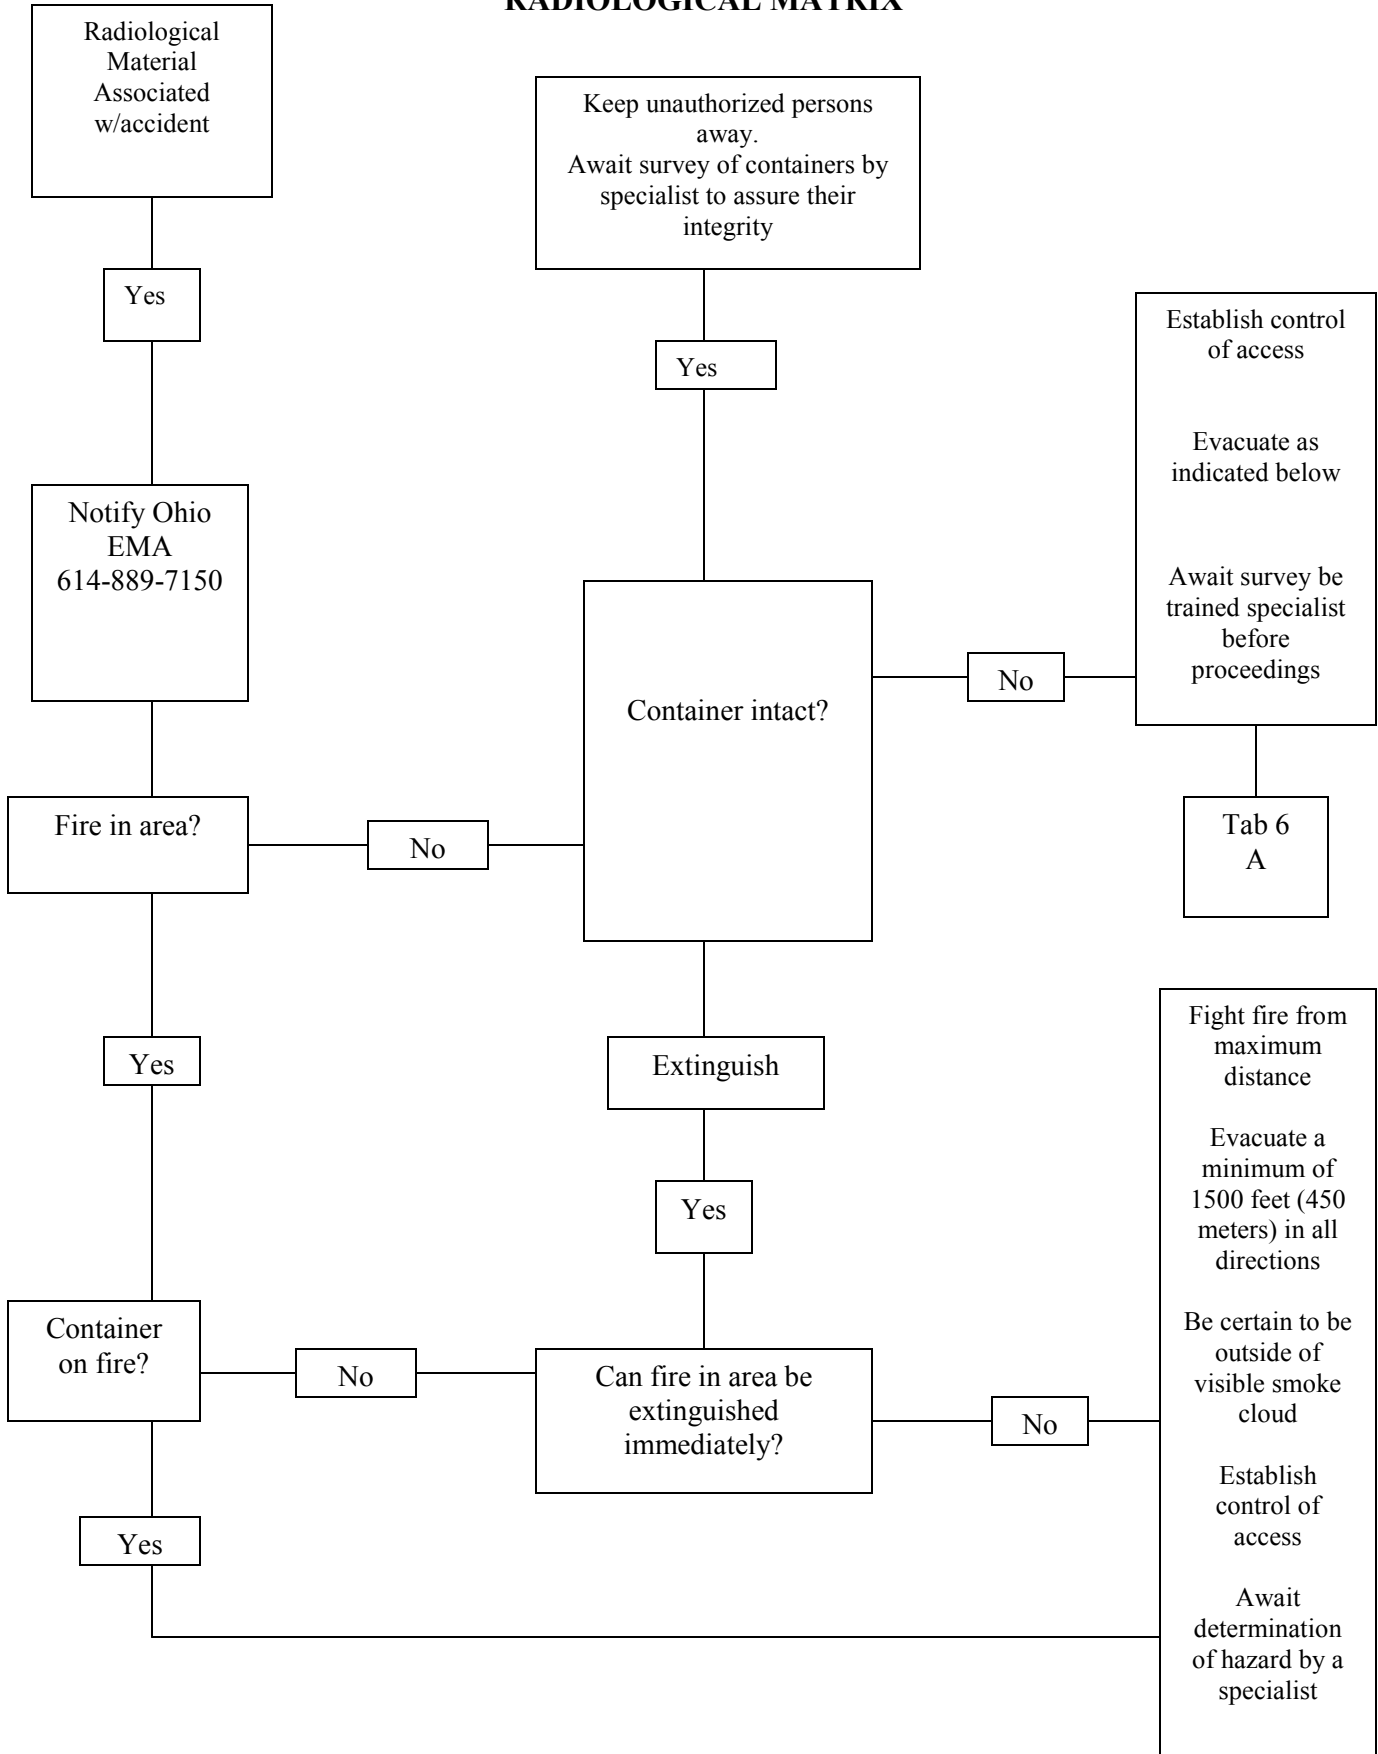 RADIOLOGICAL MATRIX
Radiological
Material
Associated
w/accident
Keep unauthorized persons
away.
Await survey of containers by
specialist to assure their
integrity
Yes
Yes
Establish control
of access
Evacuate as
indicated below
Await survey be
trained specialist
before
proceedings
Notify Ohio
EMA
614-889-7150
Container intact?
No
Fire in area?
No
Tab 6
A
Yes
Extinguish
Yes
Fight fire from
maximum
distance
Evacuate a
minimum of
1500 feet (450
meters) in all
directions
Be certain to be
outside of
visible smoke
cloud
Establish
control of
access
Await
determination
of hazard by a
specialist
Container
on fire?
No
Can fire in area be
extinguished
immediately?
No
Yes